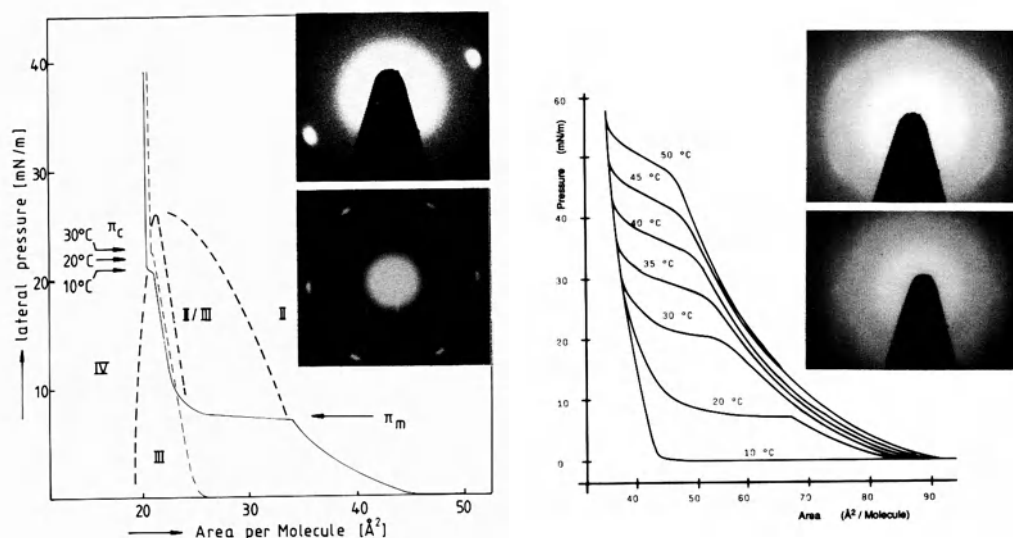 lateral pressure [mN/m]
40
30
20
10
30°C
20°C
10°C
πc
IV
III
II/III
II
πm
20
30
40
50
Area per Molecule [Å²]
Pressure (mN/m)
60
50
40
30
20
10
0
50 °C
45 °C
40 °C
35 °C
30 °C
20 °C
10 °C
40
50
60
70
80
90
Area (Å²/Molecule)